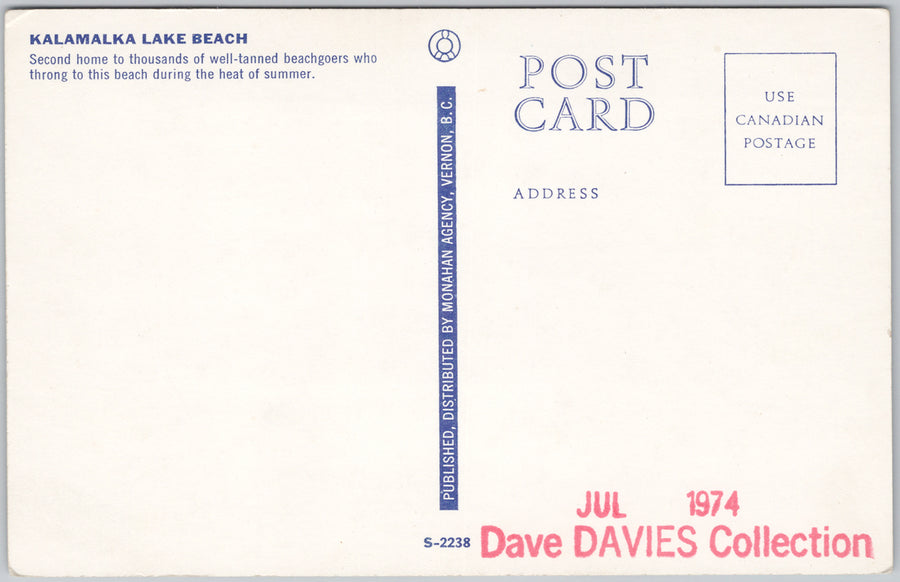 KALAMALKA LAKE BEACH
Second home to thousands of well-tanned beachgoers who
throng to this beach during the heat of summer.
PUBLISHED, DISTRIBUTED BY MONAHAN AGENCY, VERNON, B.C.
S-2238
POST
CARD
ADDRESS
USE
CANADIAN
POSTAGE
JUL 1974
Dave DAVIES Collection